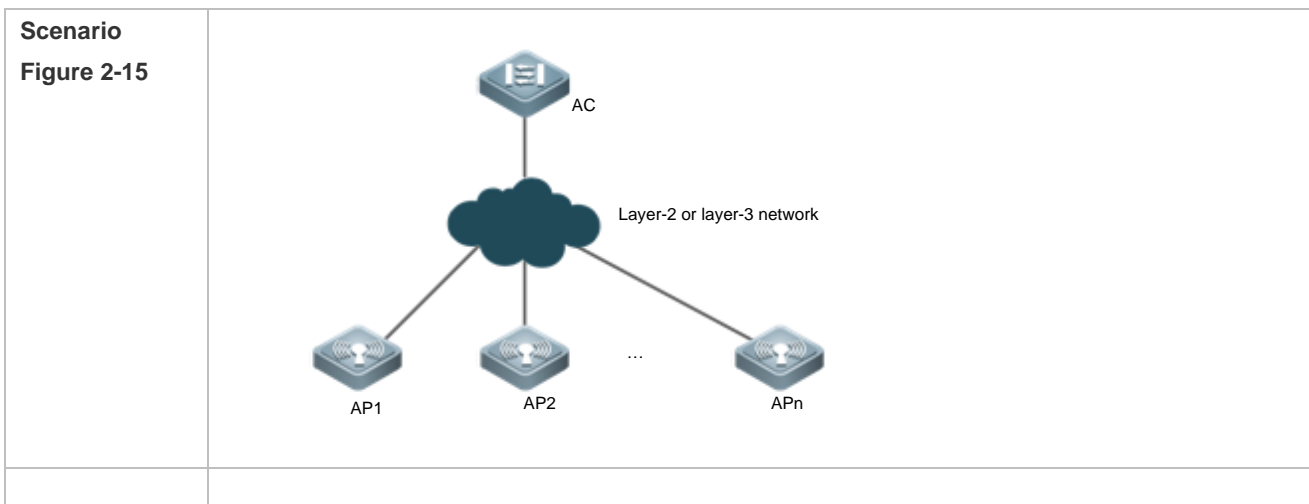 Scenario
Figure 2-15
AC
Layer-2 or layer-3 network
…
AP1
AP2
APn